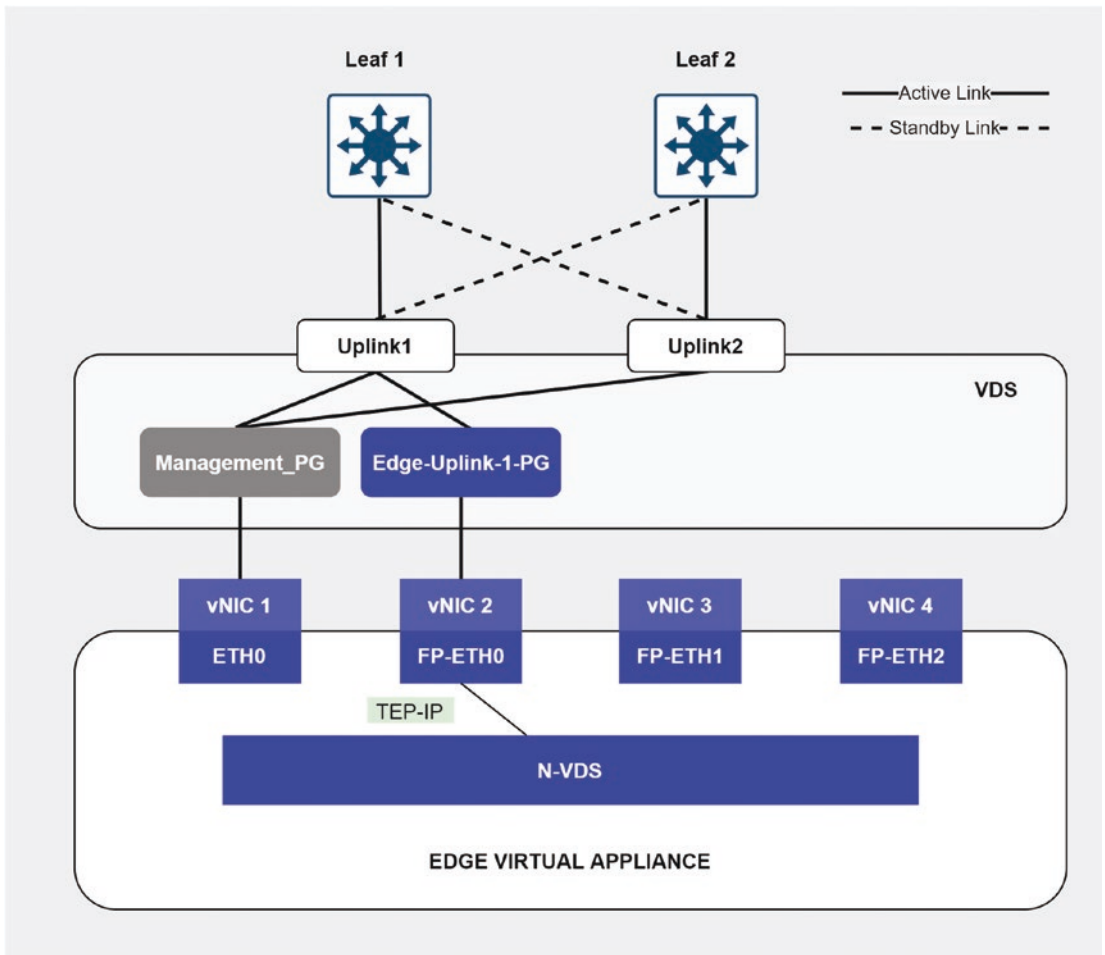 Leaf 1
Leaf 2
Active Link
Standby Link
Uplink1
Uplink2
VDS
Management_PG
Edge-Uplink-1-PG
vNIC 1
vNIC 2
vNIC 3
vNIC 4
ETH0
FP-ETH0
FP-ETH1
FP-ETH2
TEP-IP
N-VDS
EDGE VIRTUAL APPLIANCE